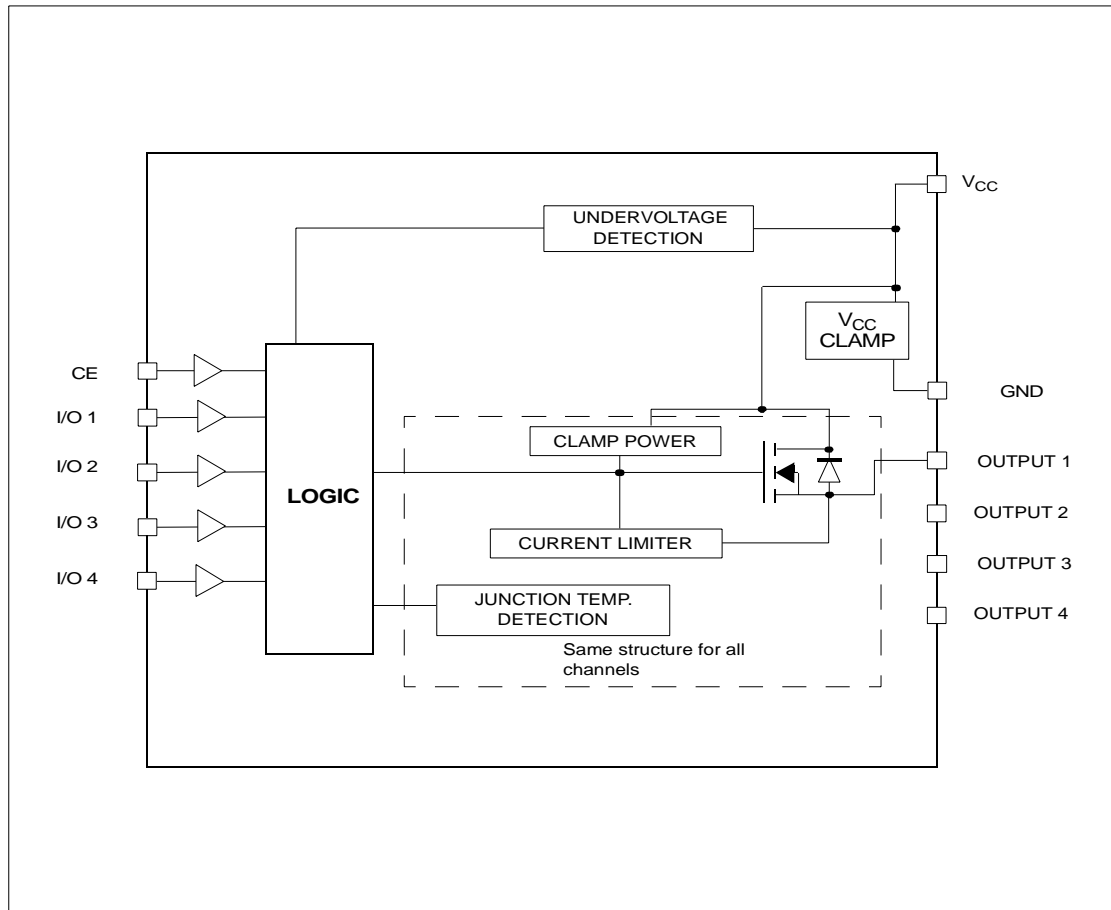 VCC
UNDERVOLTAGE
DETECTION
VCC
CLAMP
CE
GND
I/O 1
CLAMP POWER
OUTPUT 1
I/O 2
LOGIC
OUTPUT 2
I/O 3
CURRENT LIMITER
OUTPUT 3
I/O 4
JUNCTION TEMP.
DETECTION
OUTPUT 4
Same structure for all
channels